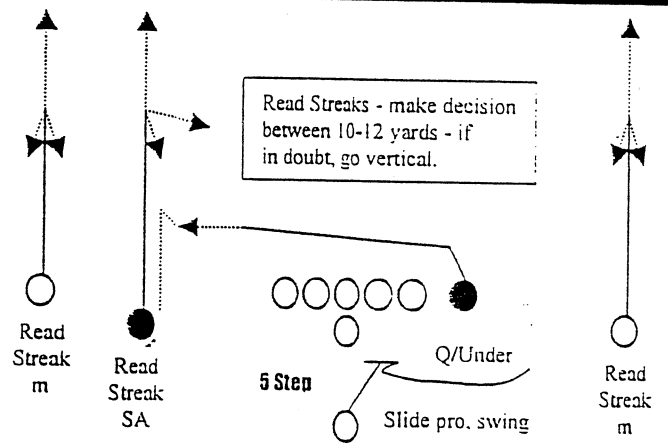 Read Streaks - make decision
between 10-12 yards - if
in doubt, go vertical.
Read
Streak
m
Read
Streak
SA
5 Step
Q/Under
Slide pro. swing
Read
Streak
m